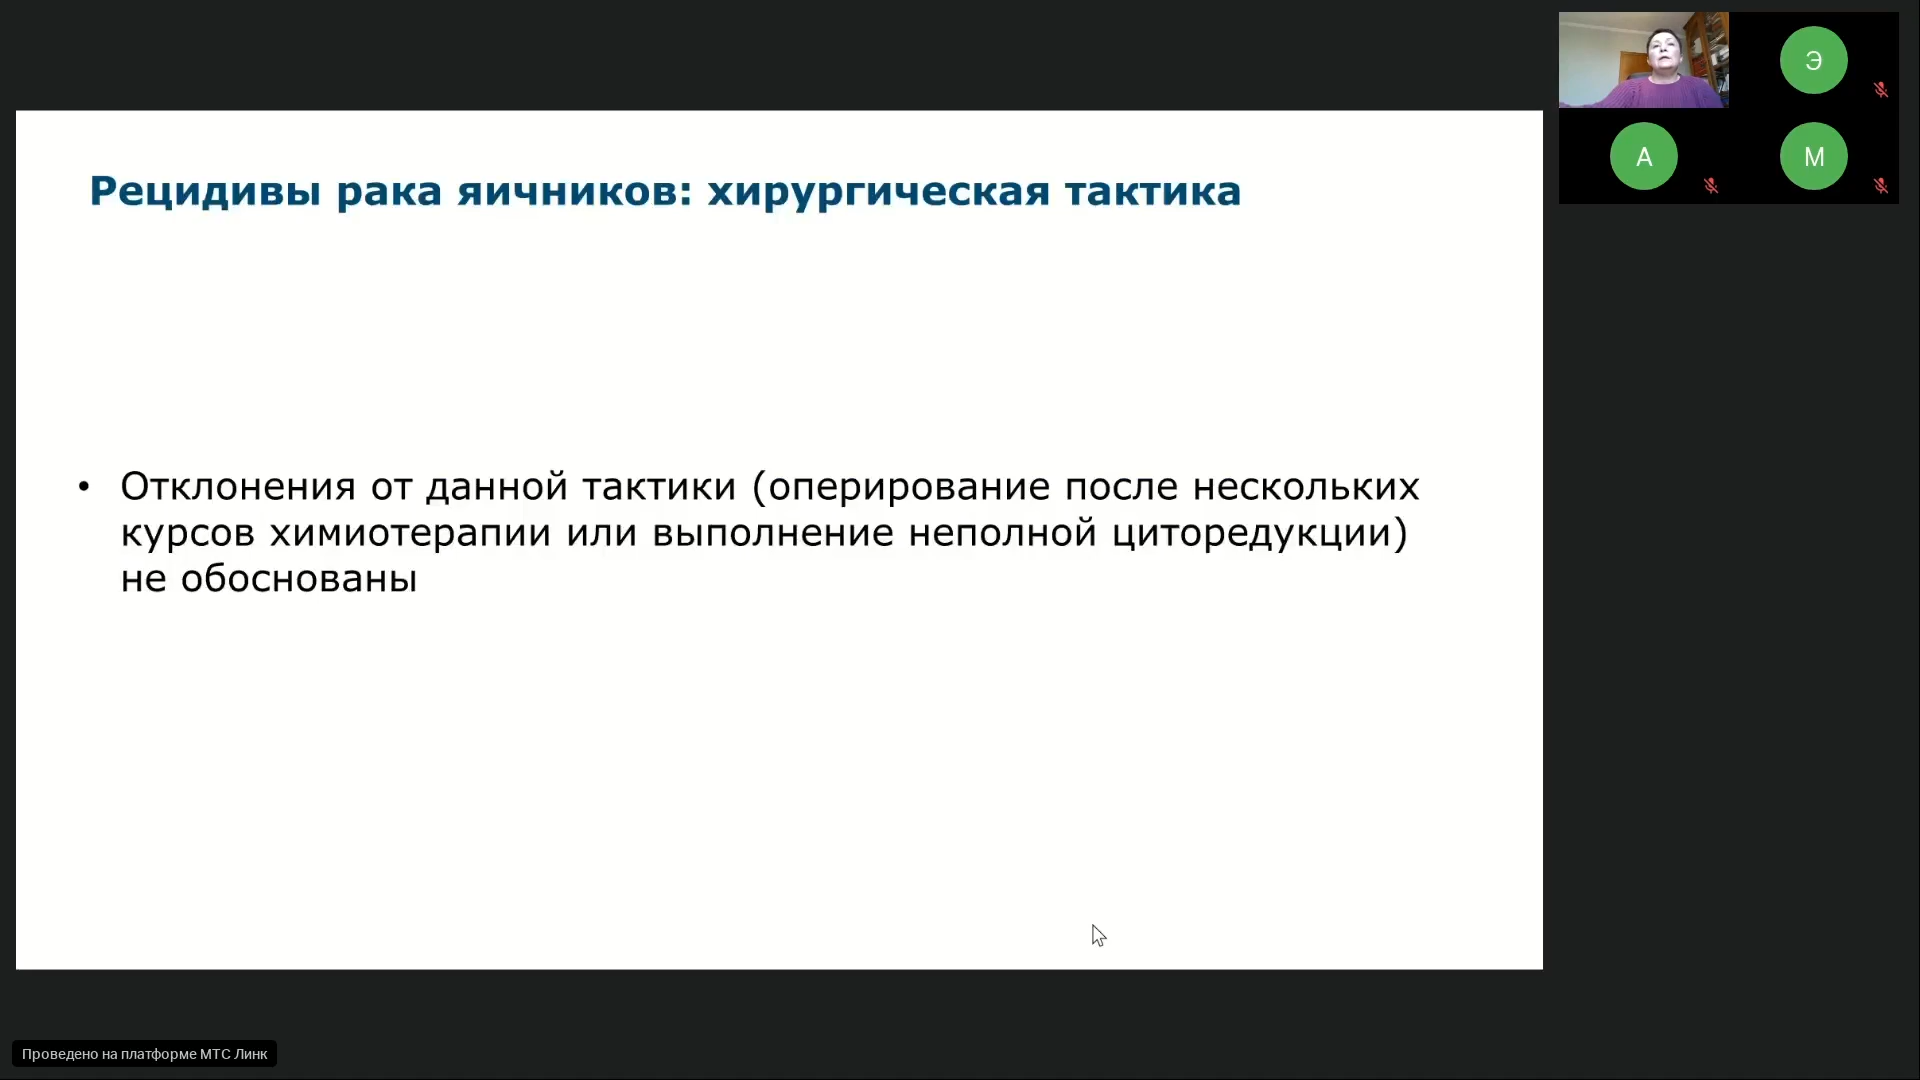 Рецидивы рака яичников: хирургическая тактика
• Отклонения от данной тактики (оперирование после нескольких
курсов химиотерапии или выполнение неполной циторедукции)
не обоснованы
Э
А
М
Проведено на платформе МТС Линк